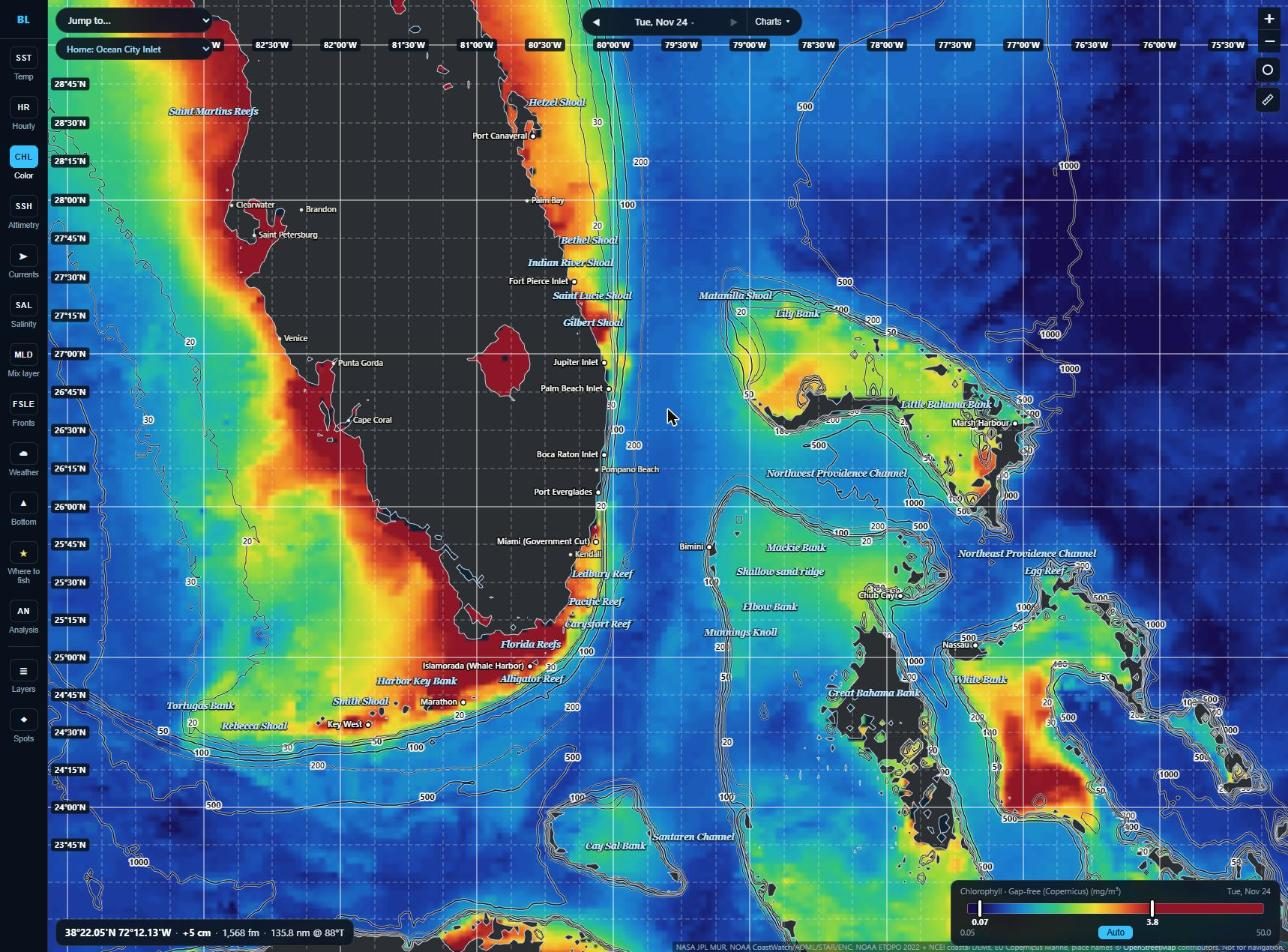 BL
Jump to...
Home: Ocean City Inlet
Tue, Nov 24
Charts
82°30'W 82°00'W 81°30'W 81°00'W 80°30'W 80°00'W 79°30'W 79°00'W 78°30'W 78°00'W 77°30'W 77°00'W 76°30'W 76°00'W 75°30'W
SST
Temp
HR
Hourly
CHL
Color
SSH
Altimetry
Currents
SAL
Salinity
MLD
Mix layer
FSLE
Fronts
Weather
Bottom
Where to
fish
AN
Analysis
Layers
Spots
28°45'N
28°30'N
28°15'N
28°00'N
27°45'N
27°30'N
27°15'N
27°00'N
26°45'N
26°30'N
26°15'N
26°00'N
25°45'N
25°30'N
25°15'N
25°00'N
24°45'N
24°30'N
24°15'N
24°00'N
23°45'N
Saint Martins Reefs
Hetzel Shoal
Port Canaveral
Clearwater
Brandon
Saint Petersburg
Palm Bay
Bethel Shoal
Indian River Shoal
Fort Pierce Inlet
Saint Lucie Shoal
Matanilla Shoal
Lily Bank
Gilbert Shoal
Venice
Punta Gorda
Jupiter Inlet
Palm Beach Inlet
Cape Coral
Little Bahama Bank
Marsh Harbour
Boca Raton Inlet
Pompano Beach
Northwest Providence Channel
Port Everglades
Miami (Government Cut)
Kendall
Bimini
Mackie Bank
Northeast Providence Channel
Ledbury Reef
Shallow sand ridge
Egg Reef
Chub Cay
Pacific Reef
Elbow Bank
Carysfort Reef
Munnings Knoll
Florida Reefs
Nassau
Islamorada (Whale Harbor)
Harbor Key Bank
Alligator Reef
White Bank
Great Bahama Bank
Tortugas Bank
Smith Shoal
Marathon
Rebecca Shoal
Key West
Santaren Channel
Cay Sal Bank
Chlorophyll · Gap-free (Copernicus) (mg/m³)
Tue, Nov 24
0.07
3.8
0.05
Auto
50.0
38°22.05'N 72°12.13'W · +5 cm · 1,568 fm · 135.8 nm @ 88°T
NASA JPL MUR, NOAA CoastWatch/